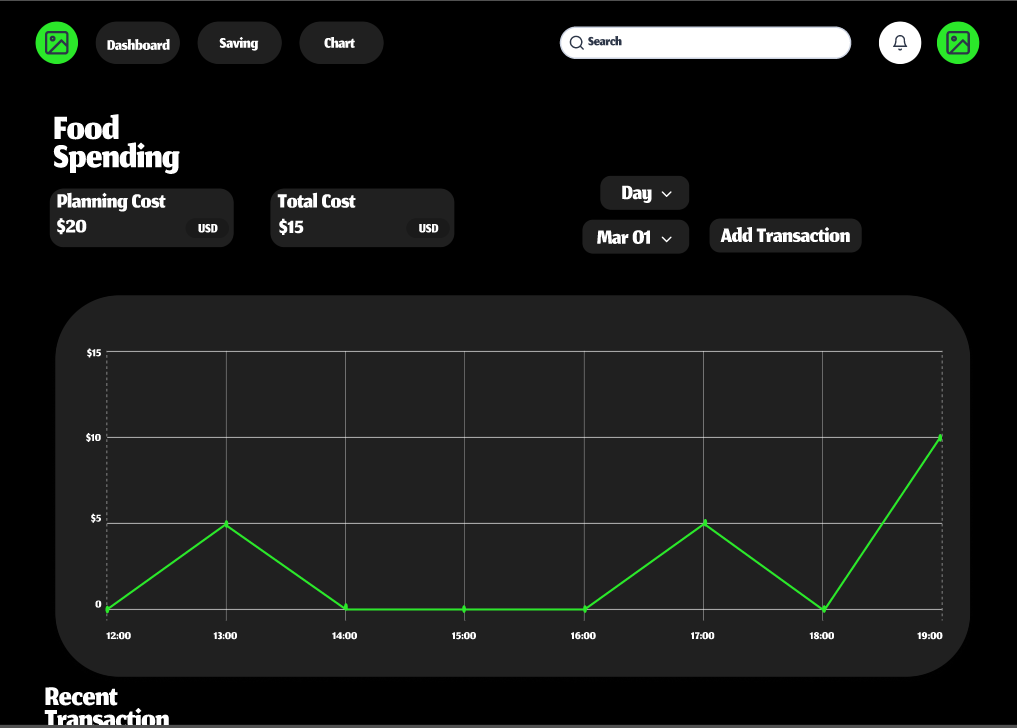 Dashboard
Saving
Chart
Search
Food
Spending
Planning Cost
$20
USD
Total Cost
$15
USD
Day
Mar 01
Add Transaction
$15
$10
$5
0
12:00
13:00
14:00
15:00
16:00
17:00
18:00
19:00
Recent
Transaction